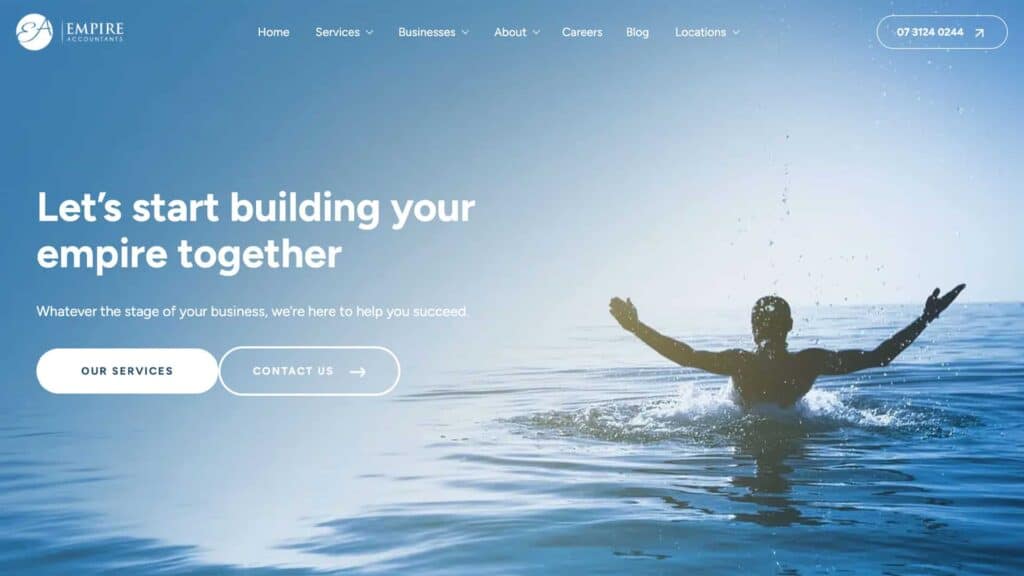 EA
EMPIRE
ACCOUNTANTS
Home Services Businesses About Careers Blog Locations
07 3124 0244
Let's start building your
empire together
Whatever the stage of your business, we're here to help you succeed.
OUR SERVICES
CONTACT US